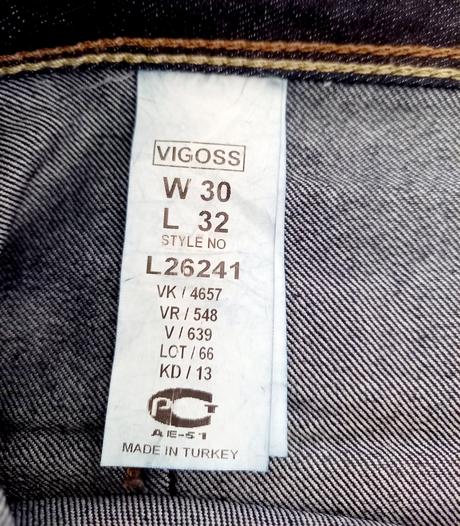 VIGOSS
W 30
L 32
STYLE NO
L26241
VK / 4657
VR / 548
V / 639
LOT / 66
KD / 13
РСТ
AE-51
MADE IN TURKEY